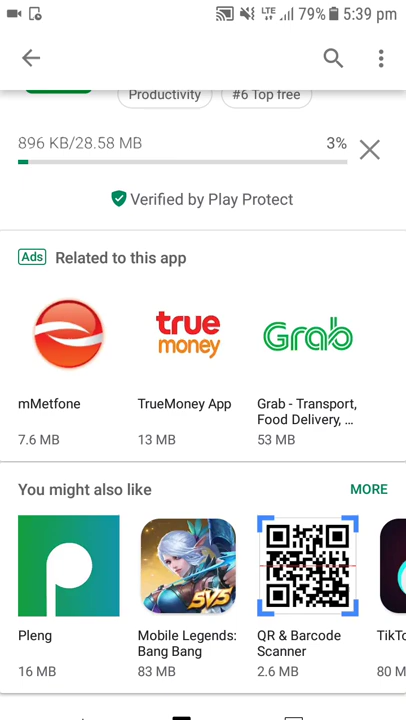 LTE 79% 5:39 pm
Productivity
#6 Top free
896 KB/28.58 MB 3%
Verified by Play Protect
Ads Related to this app
true
money
Grab
mMetfone
TrueMoney App
Grab - Transport,
Food Delivery, ...
7.6 MB
13 MB
53 MB
You might also like
MORE
5V5
Pleng
Mobile Legends:
Bang Bang
QR & Barcode
Scanner
TikTo
16 MB
83 MB
2.6 MB
80 M